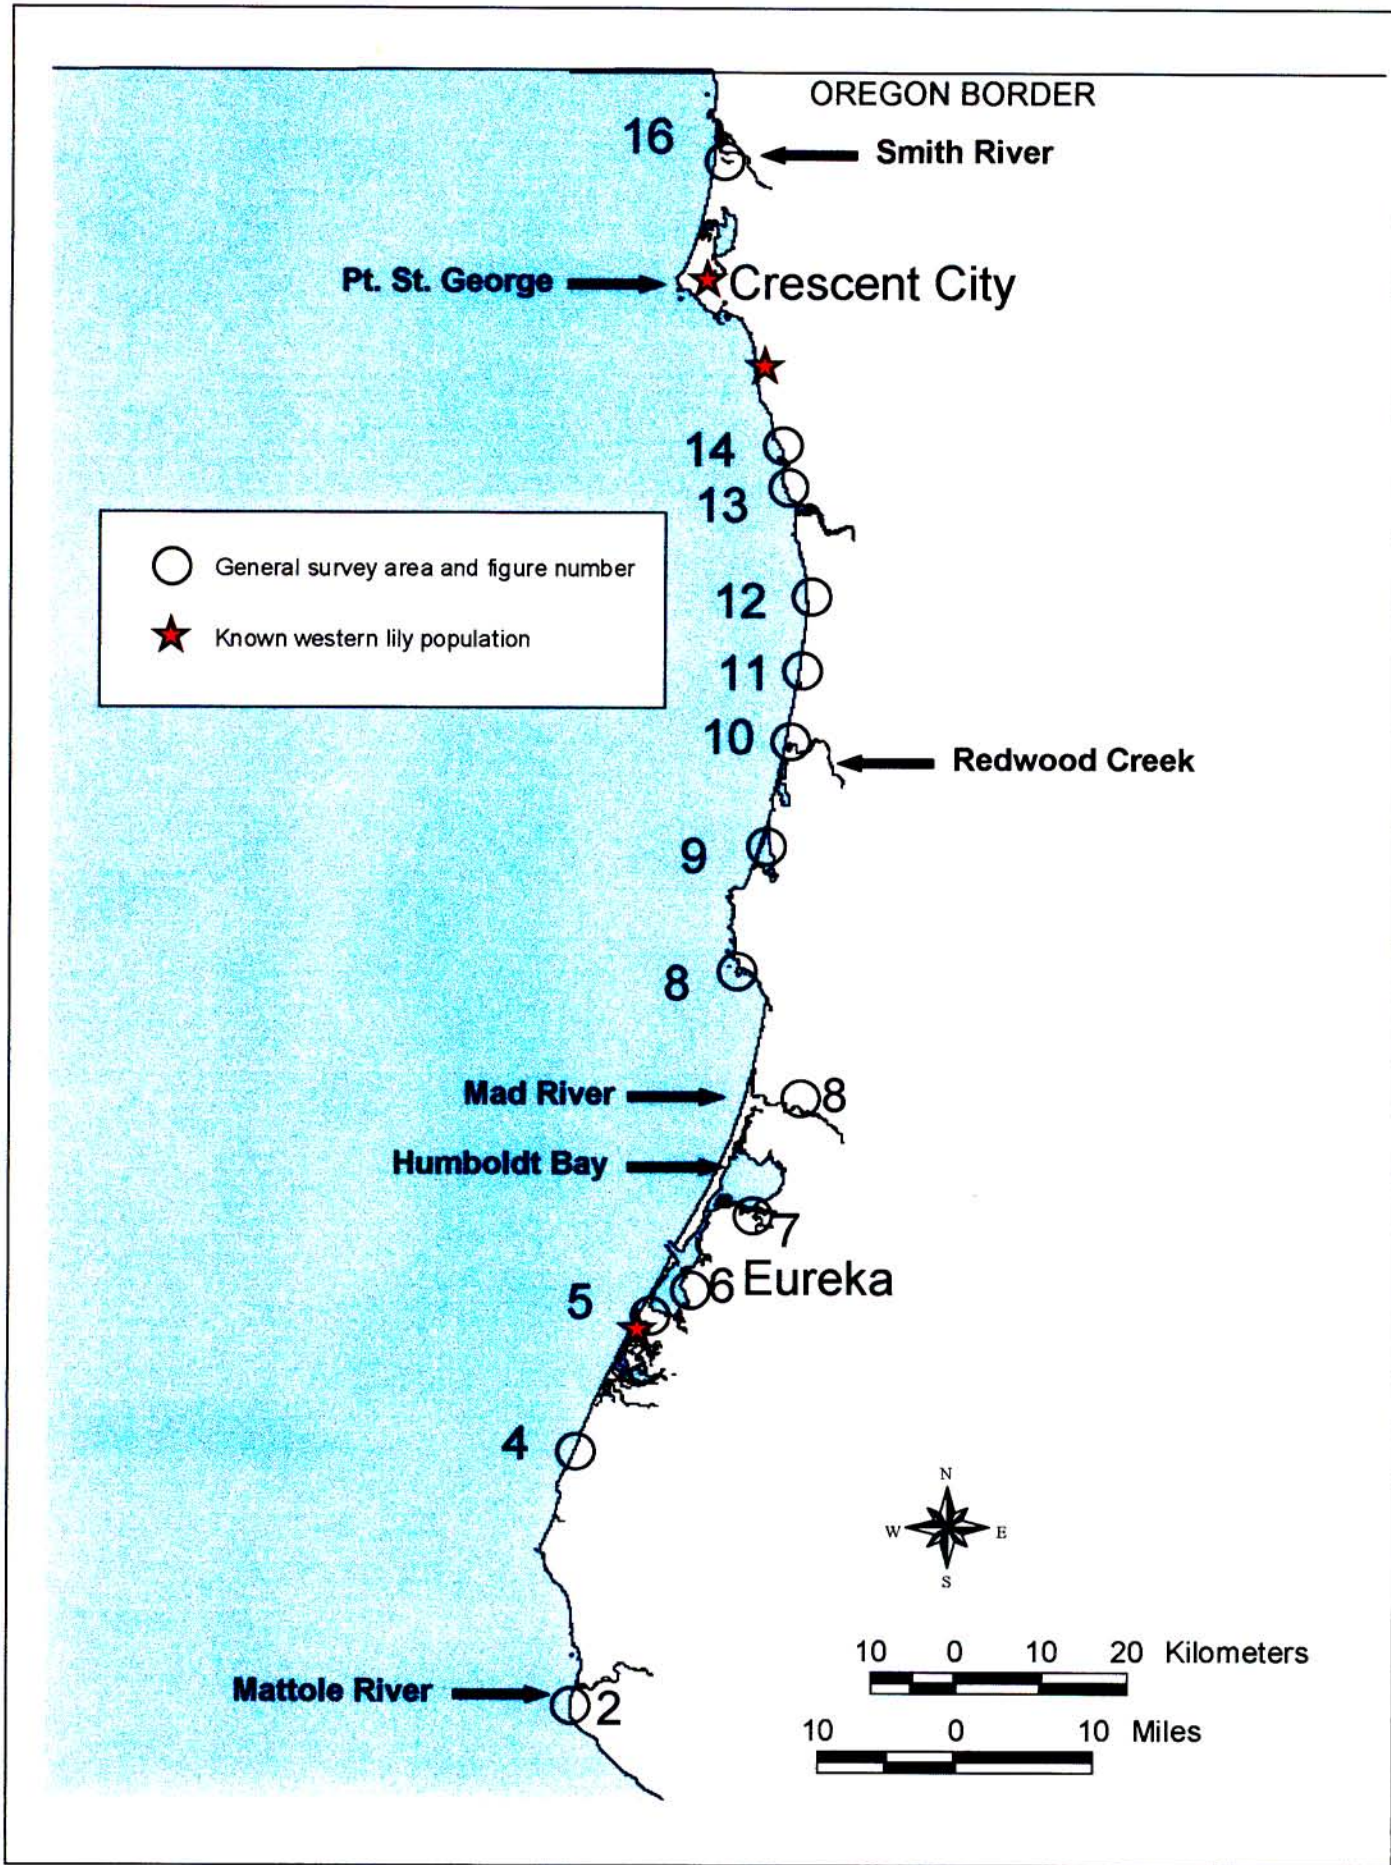 OREGON BORDER
16
Smith River
Pt. St. George
Crescent City
14
13
General survey area and figure number
12
Known western lily population
11
10
Redwood Creek
9
8
Mad River
8
Humboldt Bay
7
6 Eureka
5
4
N
W E
S
10 0 10 20 Kilometers
Mattole River
2
10 0 10 Miles